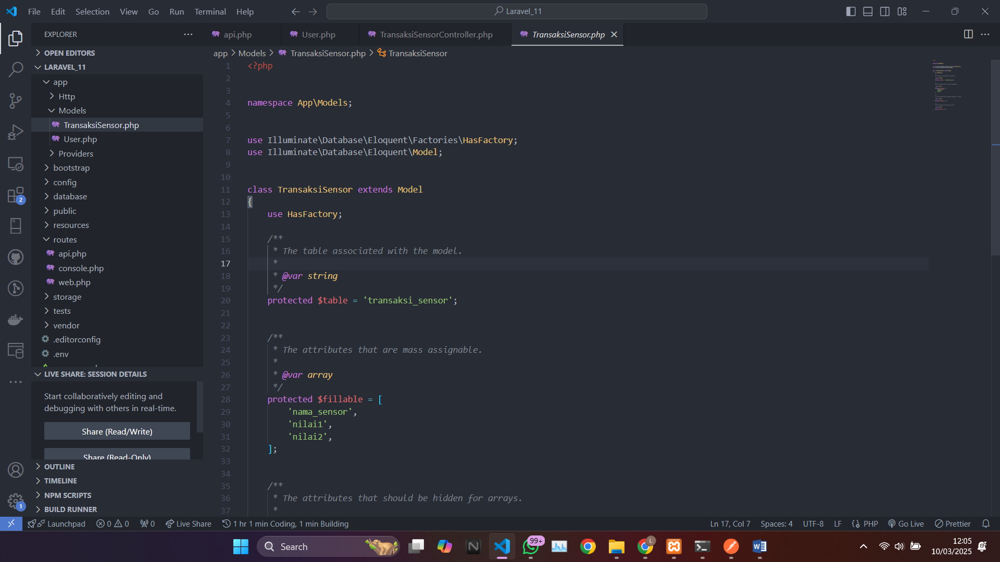 File Edit Selection View Go Run Terminal Help
Laravel_11
EXPLORER
api.php
User.php
TransaksiSensorController.php
TransaksiSensor.php
OPEN EDITORS
LARAVEL_11
app
Http
Models
TransaksiSensor.php
User.php
Providers
bootstrap
config
database
public
resources
routes
api.php
console.php
web.php
storage
tests
vendor
.editorconfig
.env
LIVE SHARE: SESSION DETAILS
Start collaboratively editing and
debugging with others in real-time.
Share (Read/Write)
Share (Read-Only)
OUTLINE
TIMELINE
NPM SCRIPTS
BUILD RUNNER
2
1
app > Models > TransaksiSensor.php > TransaksiSensor
1 <?php
2
3
4 namespace App\Models;
5
6
7 use Illuminate\Database\Eloquent\Factories\HasFactory;
8 use Illuminate\Database\Eloquent\Model;
9
10
11 class TransaksiSensor extends Model
12 {
13 use HasFactory;
14
15 /**
16 * The table associated with the model.
17 *
18 * @var string
19 */
20 protected $table = 'transaksi_sensor';
21
22
23 /**
24 * The attributes that are mass assignable.
25 *
26 * @var array
27 */
28 protected $fillable = [
29 'nama_sensor',
30 'nilai1',
31 'nilai2',
32 ];
33
34
35 /**
36 * The attributes that should be hidden for arrays.
37 *
Launchpad 0 0 0 Live Share 1 hr 1 min Coding, 1 min Building
Ln 17, Col 7 Spaces: 4 UTF-8 LF PHP Go Live Prettier
Search
99+
L
12:05
10/03/2025